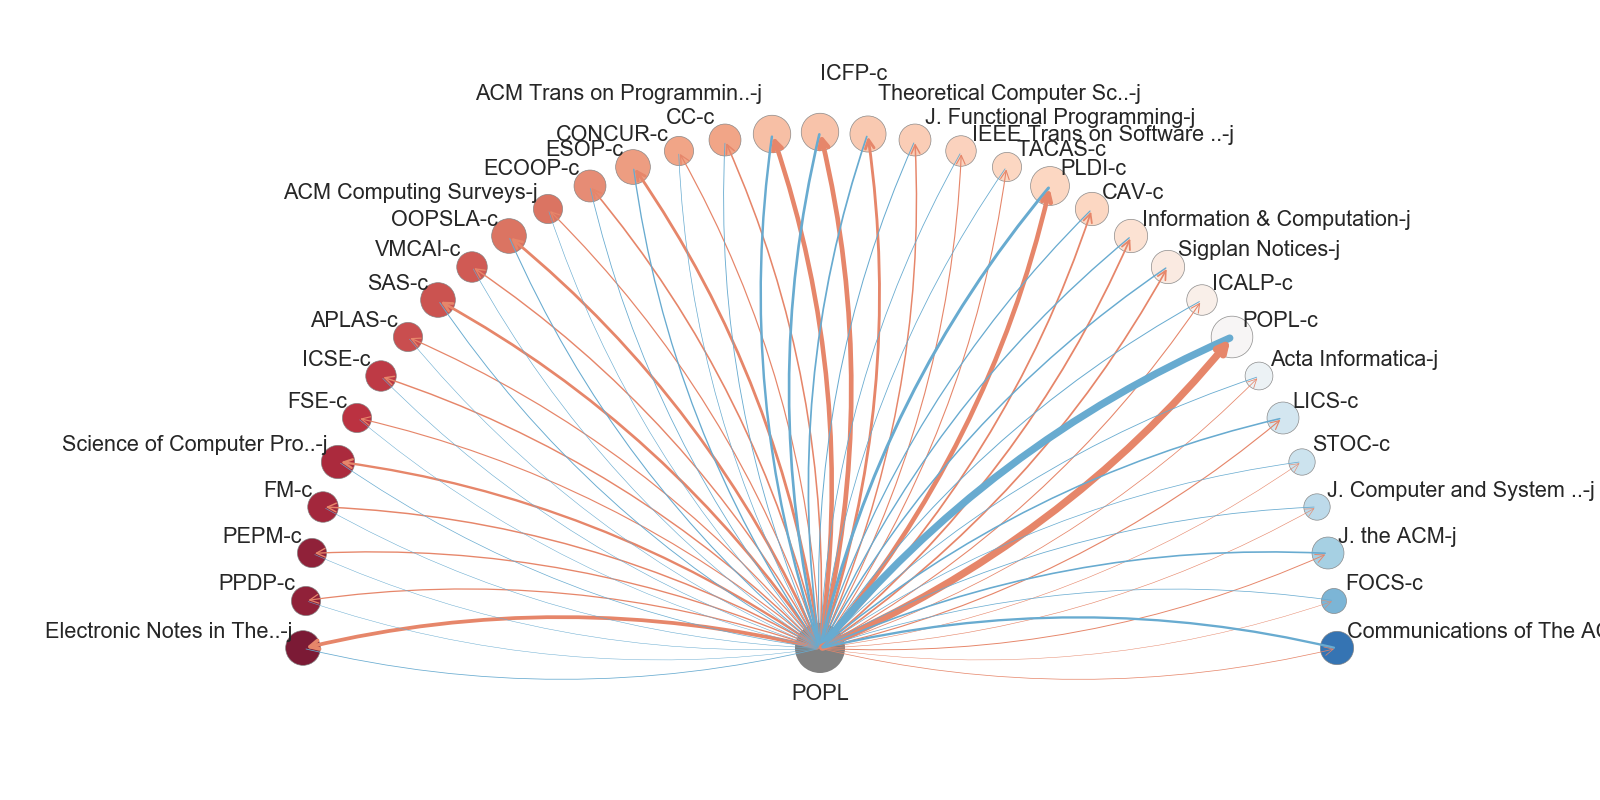 ICFP-c
ACM Trans on Programmin..-j
Theoretical Computer Sc..-j
CC-c
J. Functional Programming-j
CONCUR-c
IEEE Trans on Software ..-j
ESOP-c
TACAS-c
ECOOP-c
PLDI-c
ACM Computing Surveys-j
CAV-c
OOPSLA-c
Information & Computation-j
VMCAI-c
Sigplan Notices-j
SAS-c
ICALP-c
APLAS-c
POPL-c
ICSE-c
Acta Informatica-j
FSE-c
LICS-c
Science of Computer Pro..-j
STOC-c
FM-c
J. Computer and System ..-j
PEPM-c
J. the ACM-j
PPDP-c
FOCS-c
Electronic Notes in The..-j
Communications of The AC
POPL